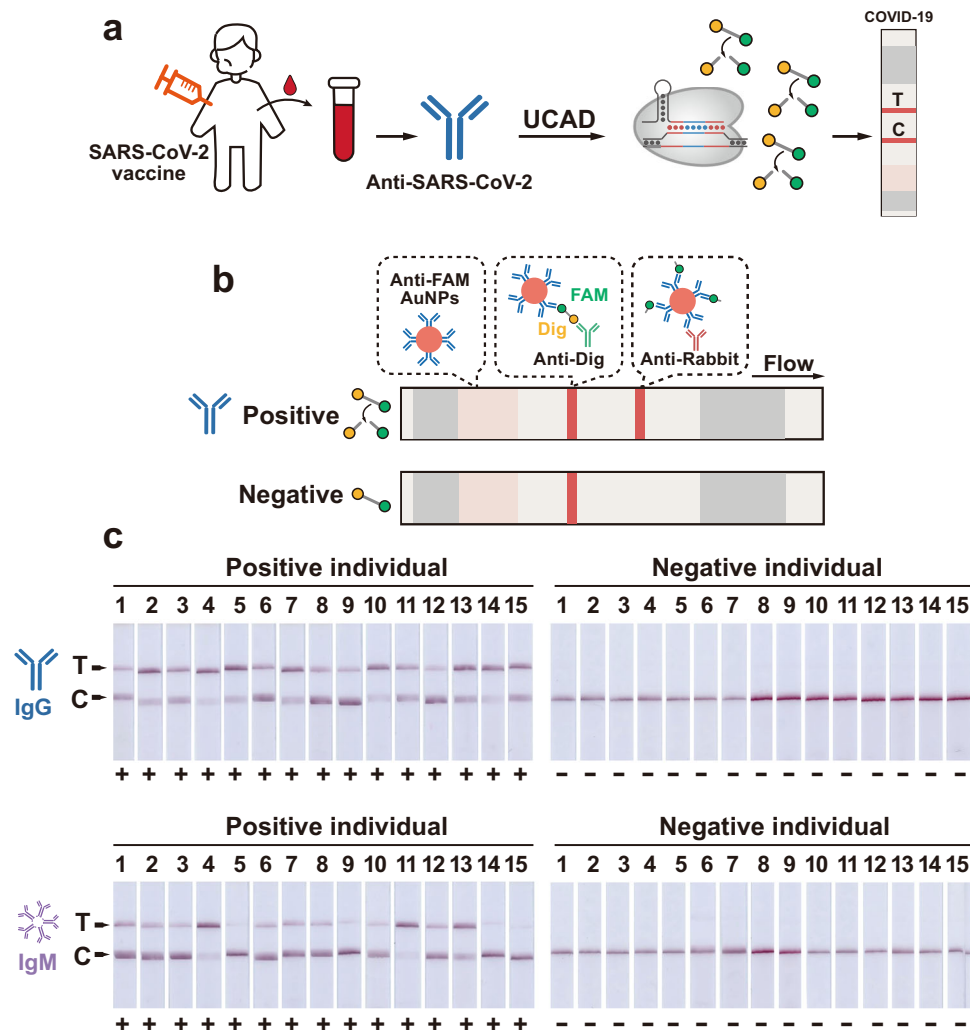 a
COVID-19
T
C
SARS-CoV-2
vaccine
Anti-SARS-CoV-2
UCAD
b
Anti-FAM
AuNPs
FAM
Dig
Anti-Dig
Anti-Rabbit
Flow
Positive
Negative
c
Positive individual
Negative individual
1 2 3 4 5 6 7 8 9 10 11 12 13 14 15
1 2 3 4 5 6 7 8 9 10 11 12 13 14 15
T
C
IgG
+ + + + + + + + + + + + + + +
– – – – – – – – – – – – – – –
Positive individual
Negative individual
1 2 3 4 5 6 7 8 9 10 11 12 13 14 15
1 2 3 4 5 6 7 8 9 10 11 12 13 14 15
T
C
IgM
+ + + + + + + + + + + + + + +
– – – – – – – – – – – – – – –